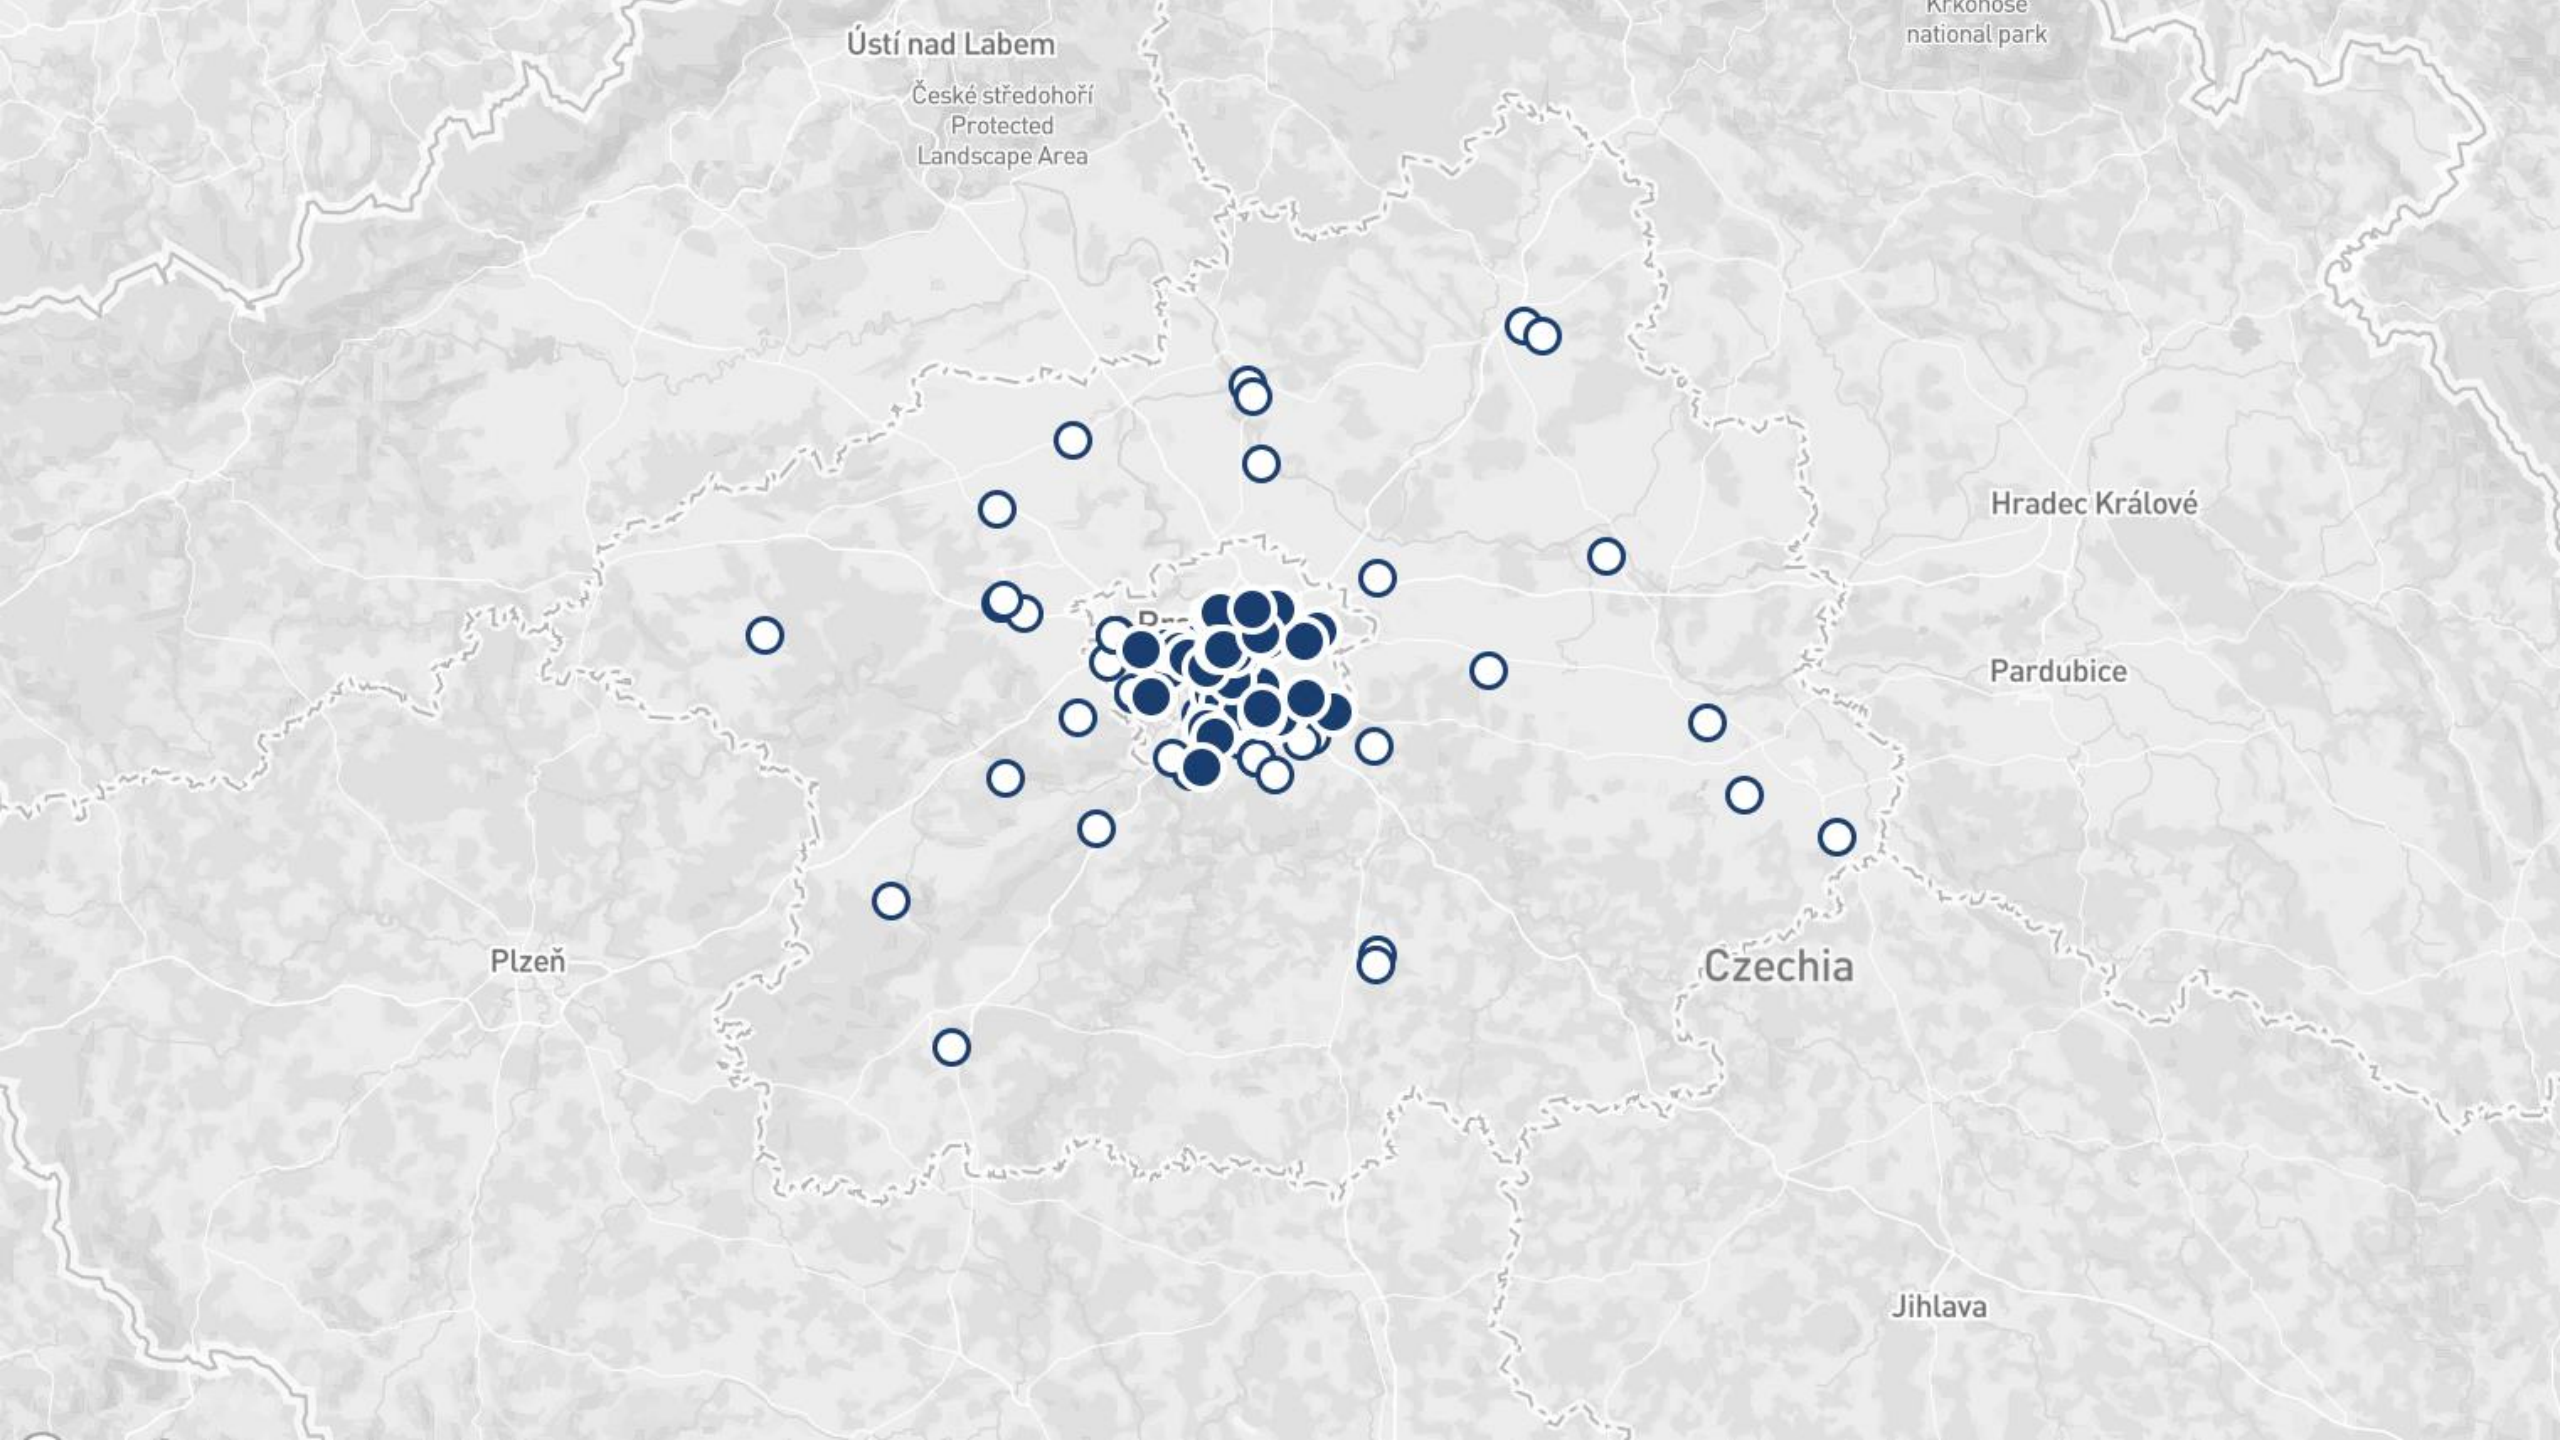 Krkonoše
national park
Ústí nad Labem
České středohoří
Protected
Landscape Area
Hradec Králové
Pardubice
Plzeň
Czechia
Jihlava